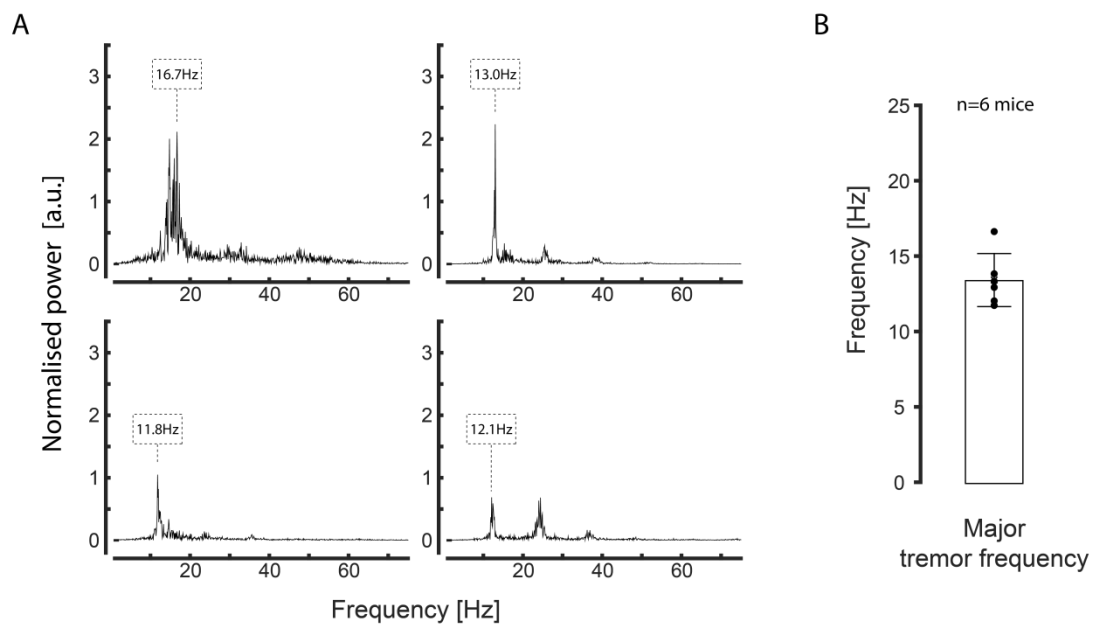 A
B
Normalised power [a.u.]
3
2
1
0
16.7Hz
20 40 60
3
2
1
0
13.0Hz
20 40 60
3
2
1
0
11.8Hz
20 40 60
3
2
1
0
12.1Hz
20 40 60
Frequency [Hz]
n=6 mice
Frequency [Hz]
25
20
15
10
5
0
Major
tremor frequency